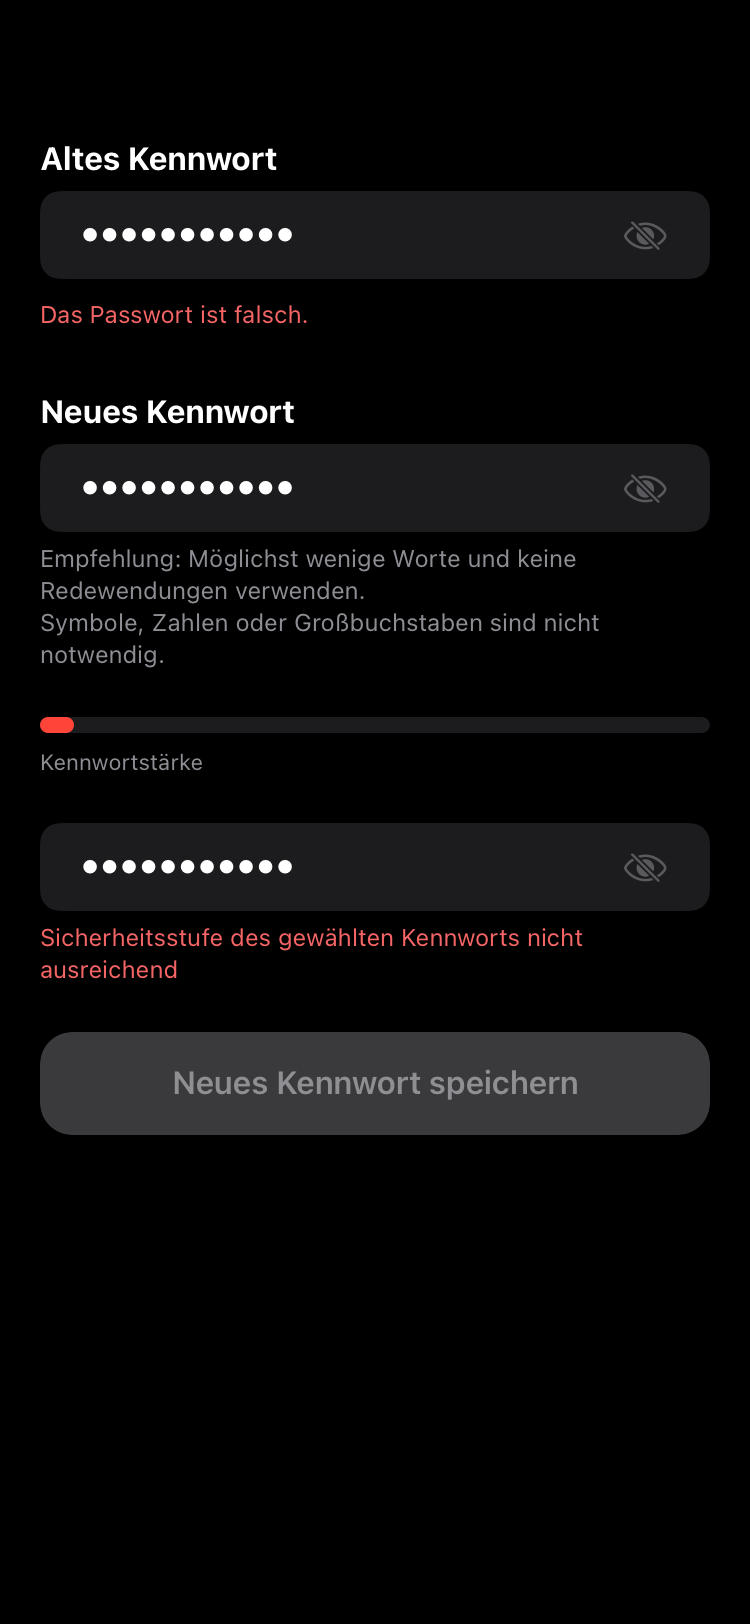 Altes Kennwort
●●●●●●●●●●●
Das Passwort ist falsch.
Neues Kennwort
●●●●●●●●●●●
Empfehlung: Möglichst wenige Worte und keine
Redewendungen verwenden.
Symbole, Zahlen oder Großbuchstaben sind nicht
notwendig.
Kennwortstärke
●●●●●●●●●●●
Sicherheitsstufe des gewählten Kennworts nicht
ausreichend
Neues Kennwort speichern